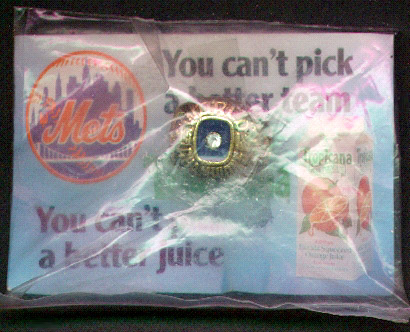 You can't pick
a better team
Mets
Tropicana
You can't
a better juice